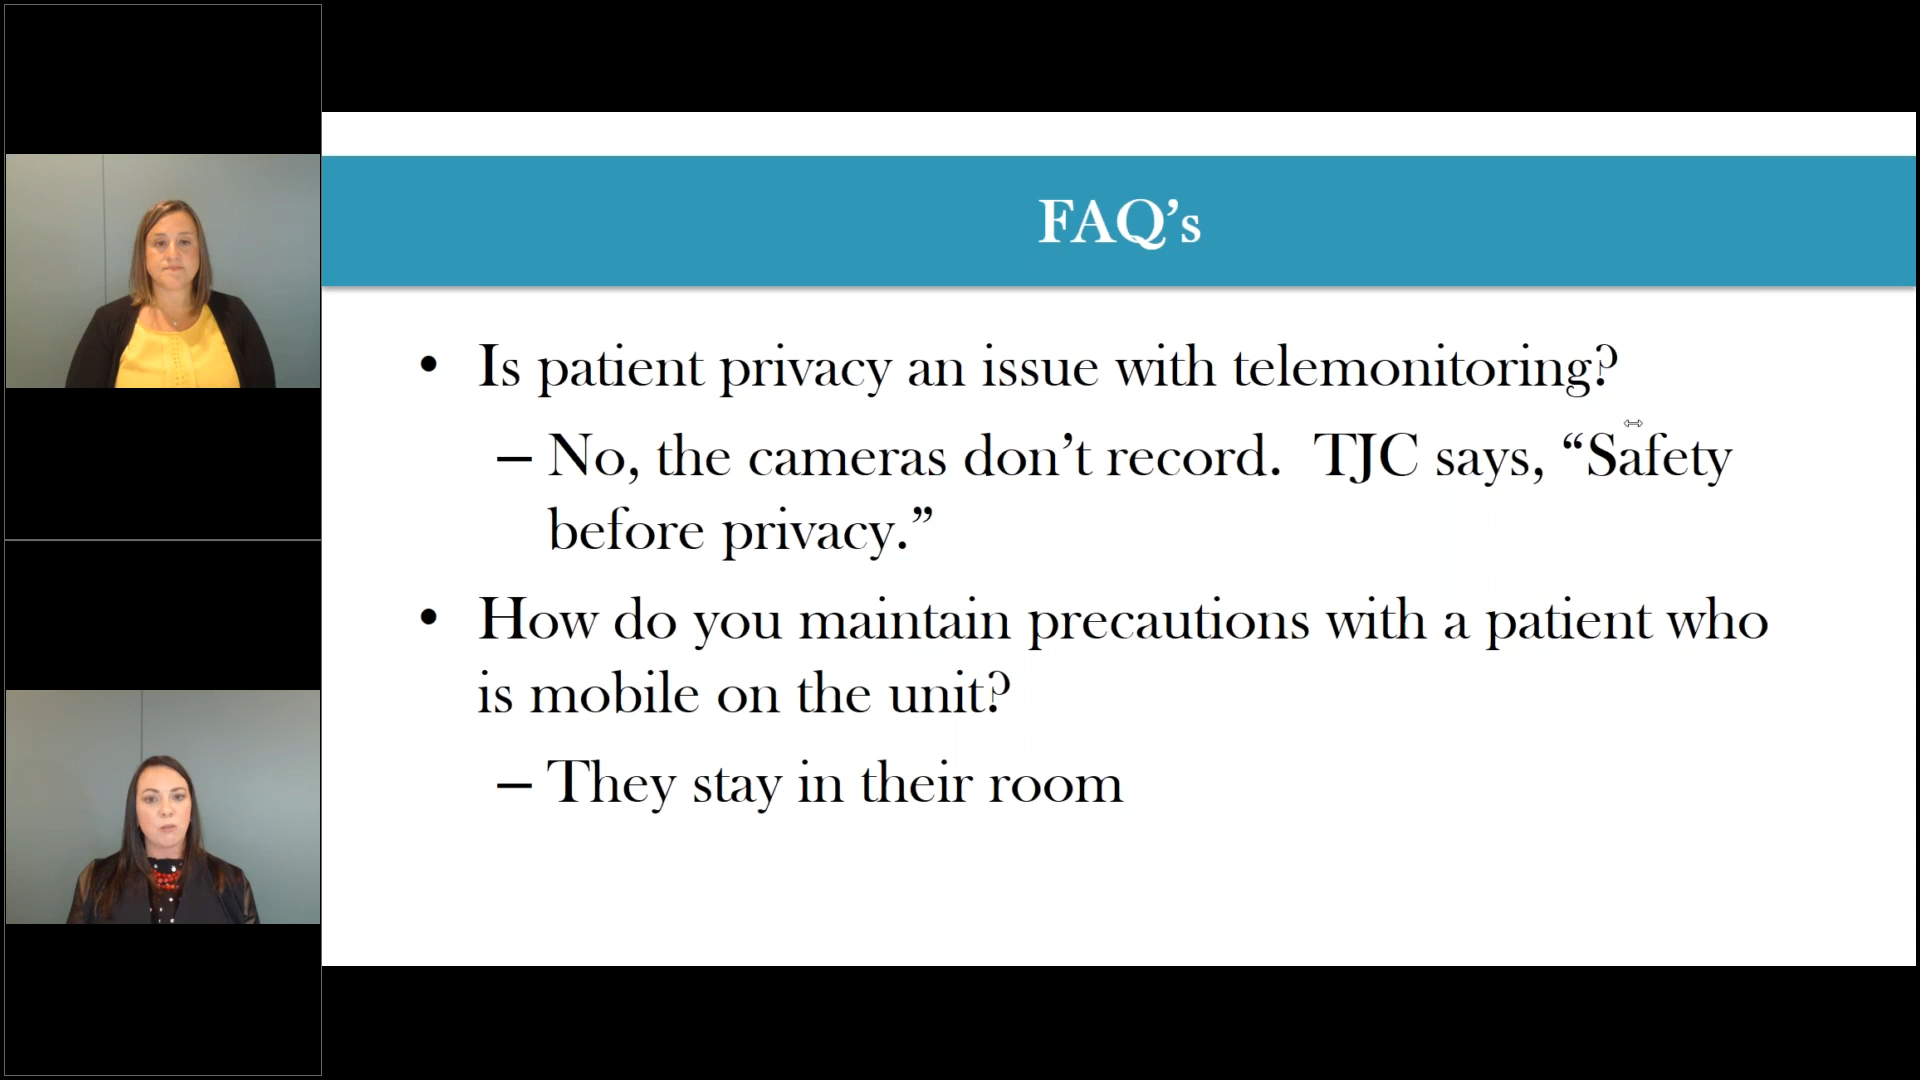 FAQ’s
• Is patient privacy an issue with telemonitoring?
– No, the cameras don’t record.  TJC says, “Safety
before privacy.”
• How do you maintain precautions with a patient who
is mobile on the unit?
– They stay in their room